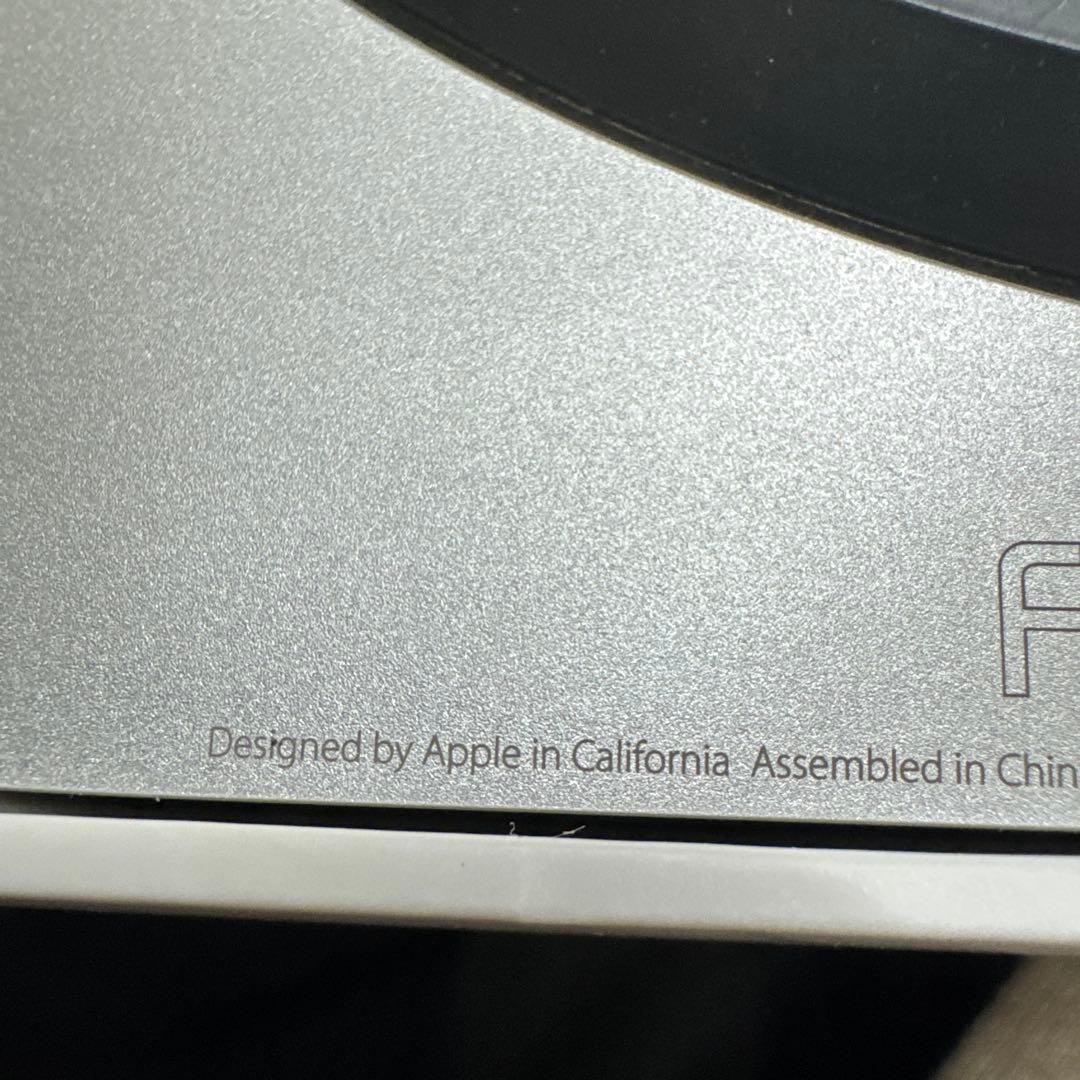 F
Designed by Apple in California Assembled in Chin